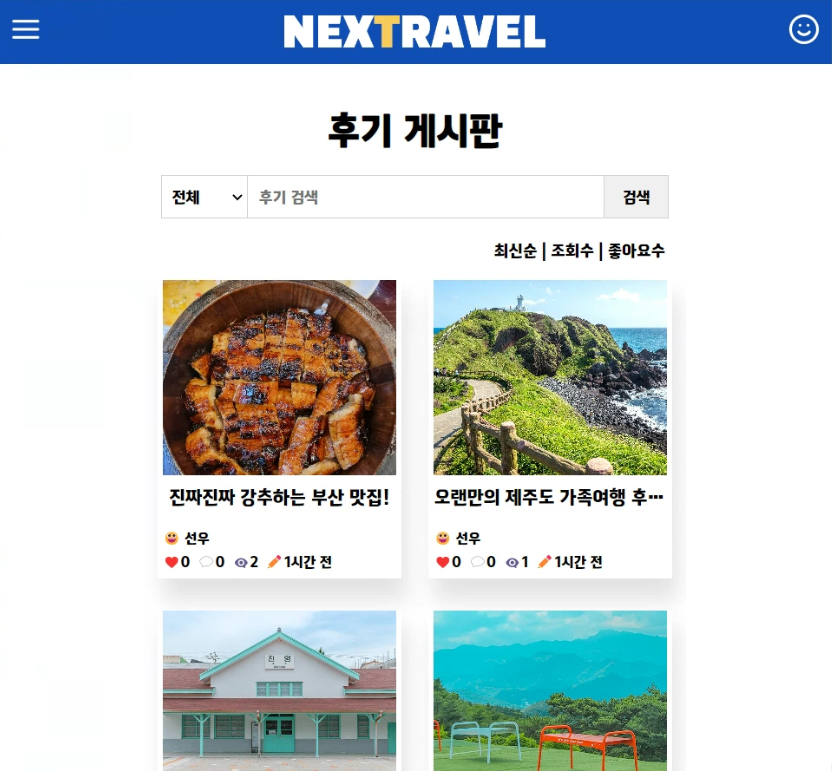 NEXTRAVEL
후기 게시판
전체 후기 검색 검색
최신순 | 조회수 | 좋아요수
진짜진짜 강추하는 부산 맛집!
선우
0 0 2 1시간 전
오랜만의 제주도 가족여행 후…
선우
0 0 1 1시간 전
진영